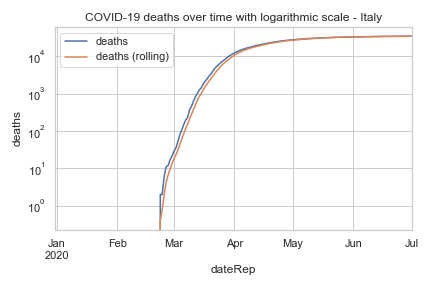 COVID-19 deaths over time with logarithmic scale - Italy
deaths
deaths (rolling)
10^4
10^3
10^2
10^1
10^0
deaths
Jan Feb Mar Apr May Jun Jul
2020
dateRep